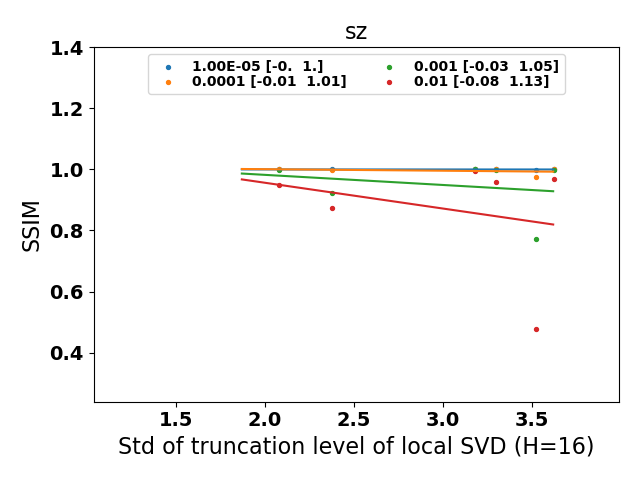 sz
1.00E-05 [-0.  1.]
0.0001 [-0.01  1.01]
0.001 [-0.03  1.05]
0.01 [-0.08  1.13]
1.4
1.2
1.0
0.8
0.6
0.4
SSIM
1.5 2.0 2.5 3.0 3.5
Std of truncation level of local SVD (H=16)